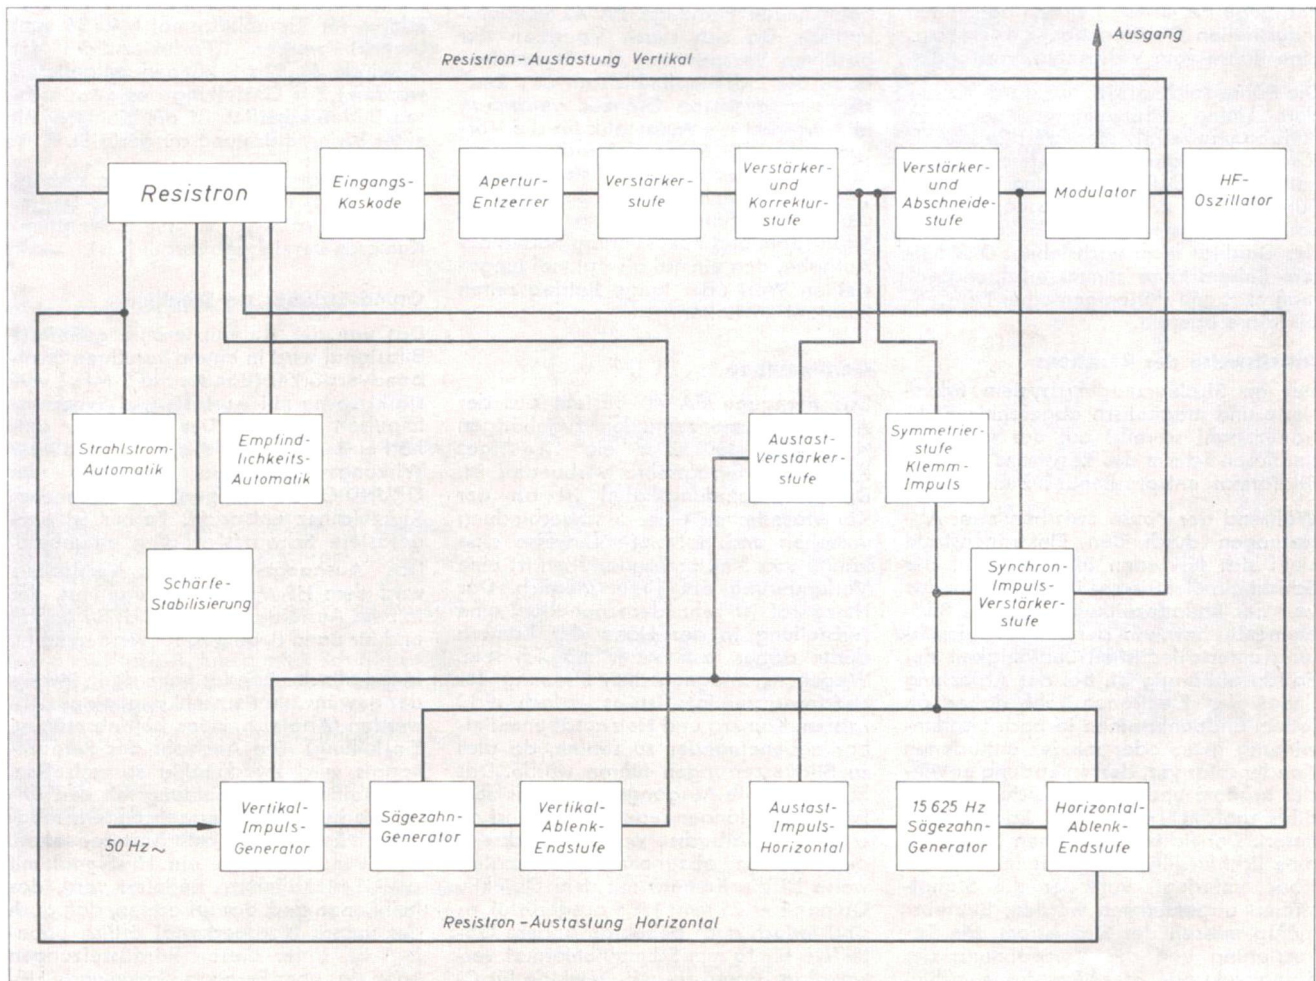 Ausgang
Resistron-Austastung Vertikal
Resistron
Eingangs-
Kaskode
Apertur-
Entzerrer
Verstärker-
stufe
Verstärker-
und
Korrektur-
stufe
Verstärker-
und
Abschneide-
stufe
Modulator
HF-
Oszillator
Strahlstrom-
Automatik
Empfind-
lichkeits-
Automatik
Austast-
Verstärker-
stufe
Symmetrier-
stufe
Klemm-
Impuls
Schärfe-
Stabilisierung
Synchron-
Impuls-
Verstärker-
stufe
50 Hz ~
Vertikal-
Impuls-
Generator
Sägezahn-
Generator
Vertikal-
Ablenk-
Endstufe
Austast-
Impuls-
Horizontal
15 625 Hz
Sägezahn-
Generator
Horizontal-
Ablenk-
Endstufe
Resistron-Austastung Horizontal